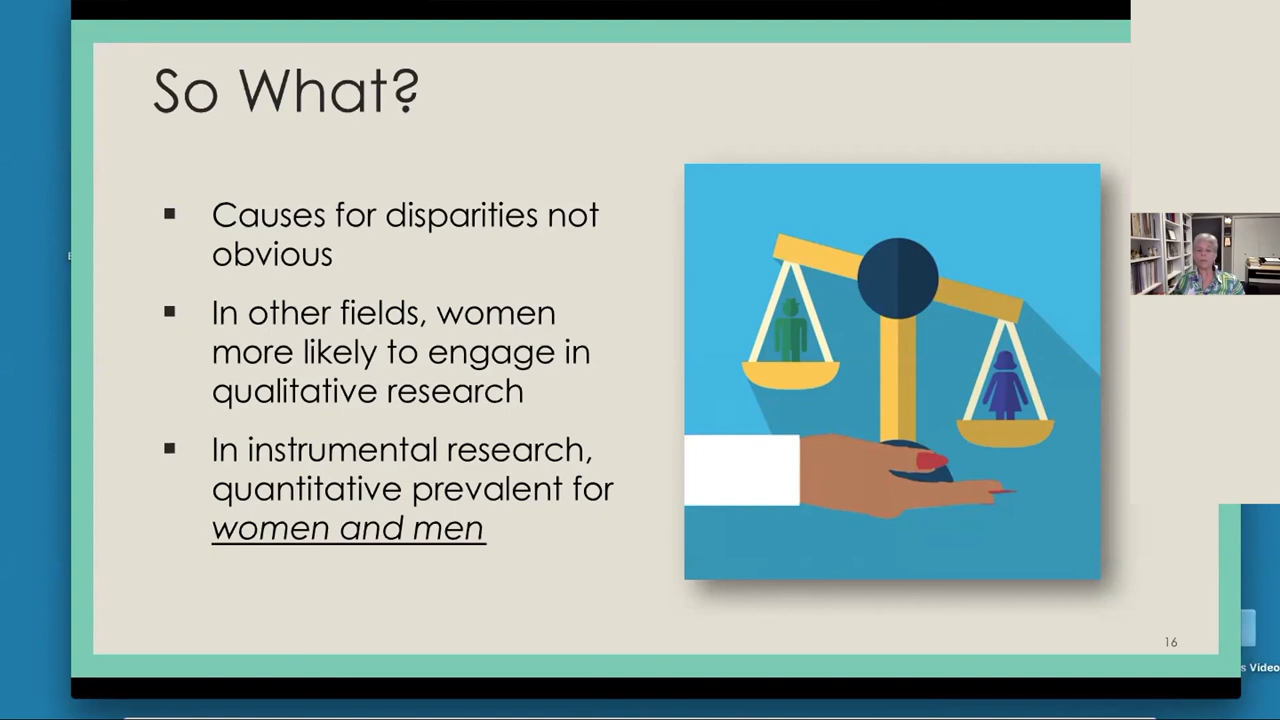 So What?
▪ Causes for disparities not
obvious
▪ In other fields, women
more likely to engage in
qualitative research
▪ In instrumental research,
quantitative prevalent for
women and men
16
s Video